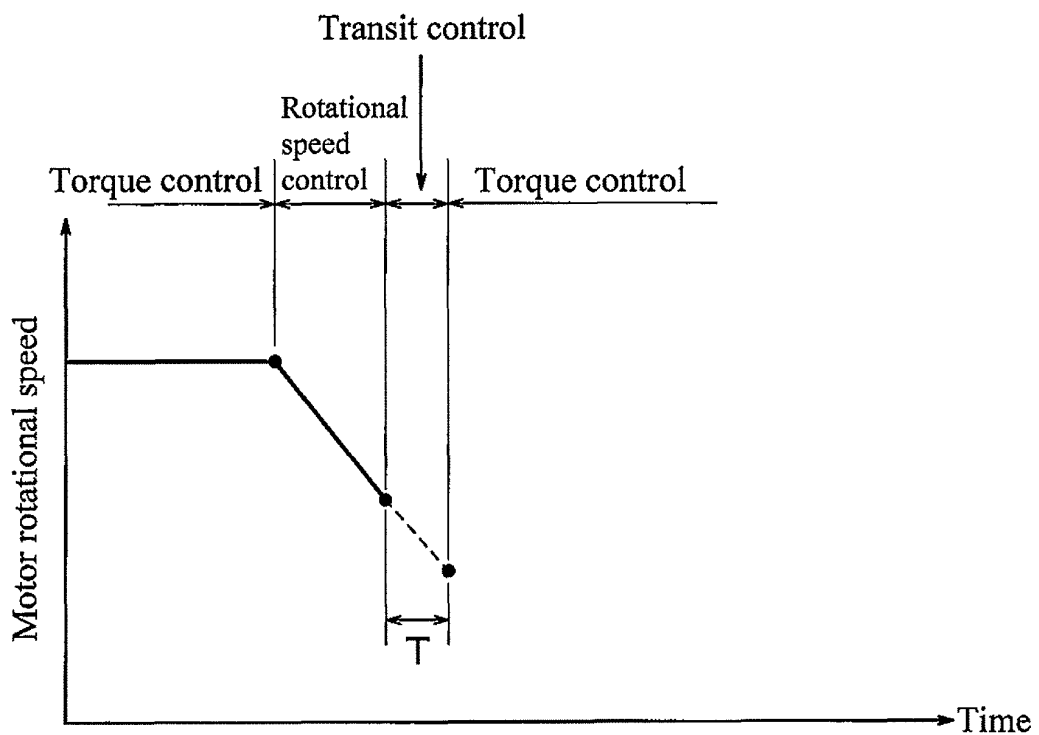 Transit control
Rotational
speed
control
Torque control
Torque control
Motor rotational speed
T
Time